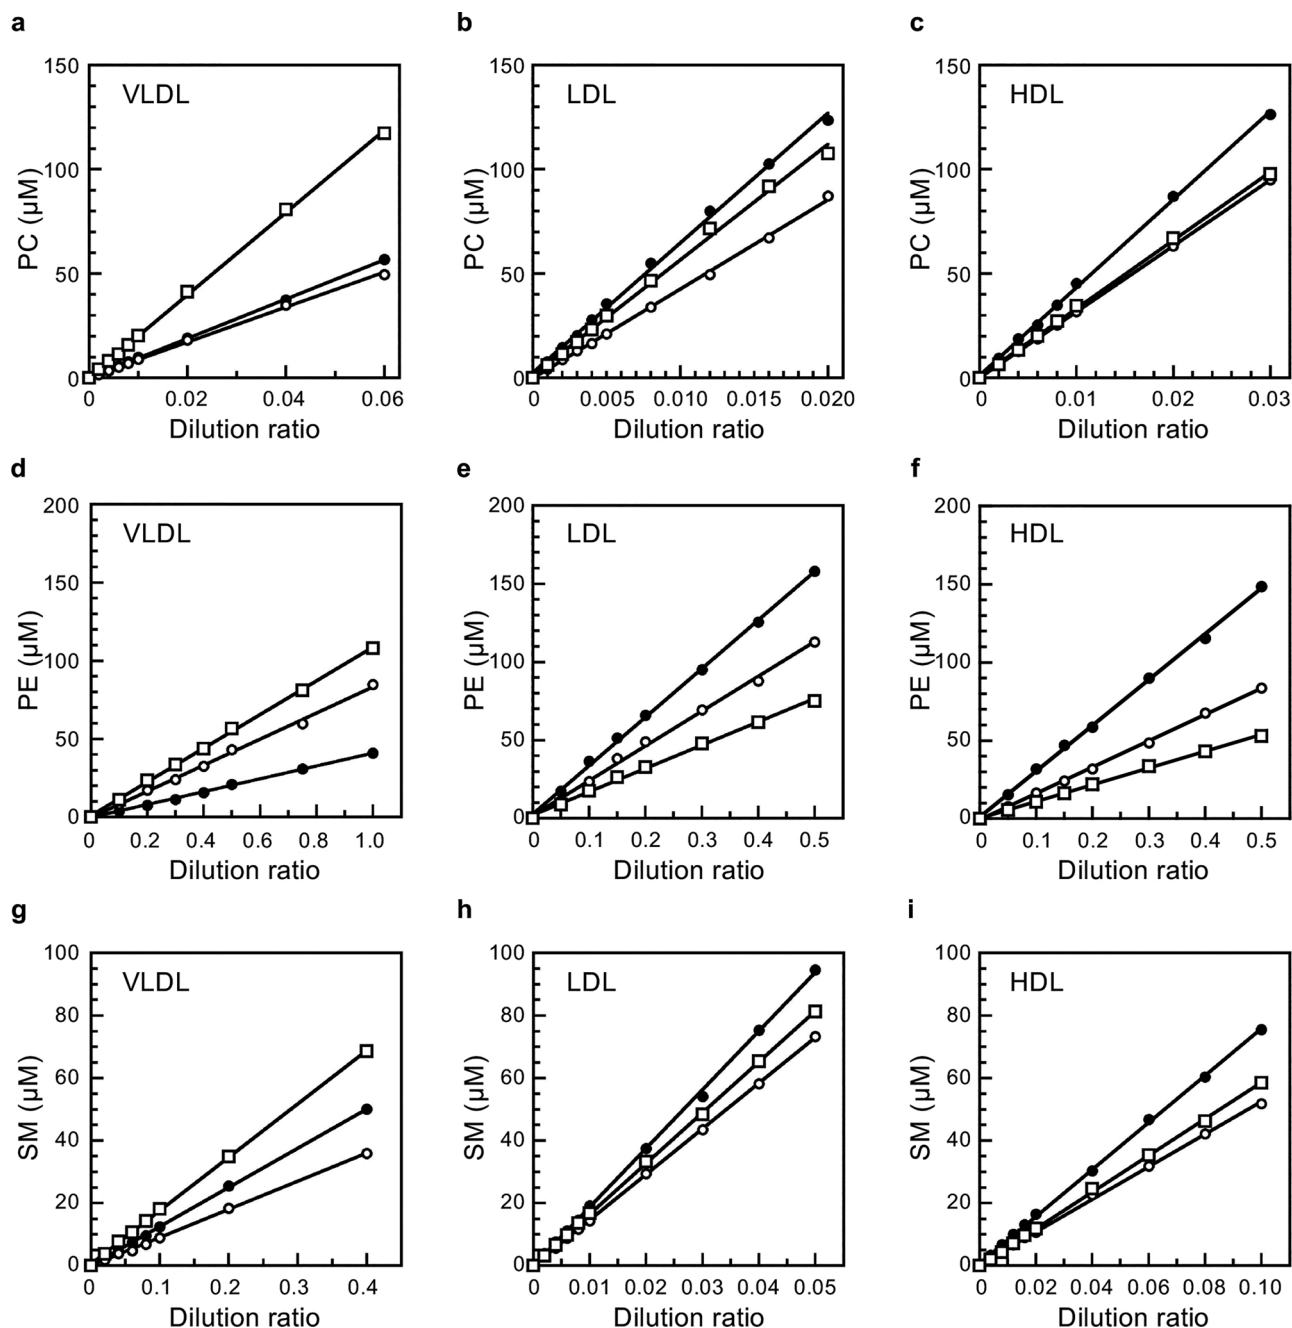 a
VLDL
PC (μM)
150
100
50
0
0 0.02 0.04 0.06
Dilution ratio
b
LDL
PC (μM)
150
100
50
0
0 0.005 0.010 0.015 0.020
Dilution ratio
c
HDL
PC (μM)
150
100
50
0
0 0.01 0.02 0.03
Dilution ratio
d
VLDL
PE (μM)
200
150
100
50
0
0 0.2 0.4 0.6 0.8 1.0
Dilution ratio
e
LDL
PE (μM)
200
150
100
50
0
0 0.1 0.2 0.3 0.4 0.5
Dilution ratio
f
HDL
PE (μM)
200
150
100
50
0
0 0.1 0.2 0.3 0.4 0.5
Dilution ratio
g
VLDL
SM (μM)
100
80
60
40
20
0
0 0.1 0.2 0.3 0.4
Dilution ratio
h
LDL
SM (μM)
100
80
60
40
20
0
0 0.01 0.02 0.03 0.04 0.05
Dilution ratio
i
HDL
SM (μM)
100
80
60
40
20
0
0 0.02 0.04 0.06 0.08 0.10
Dilution ratio